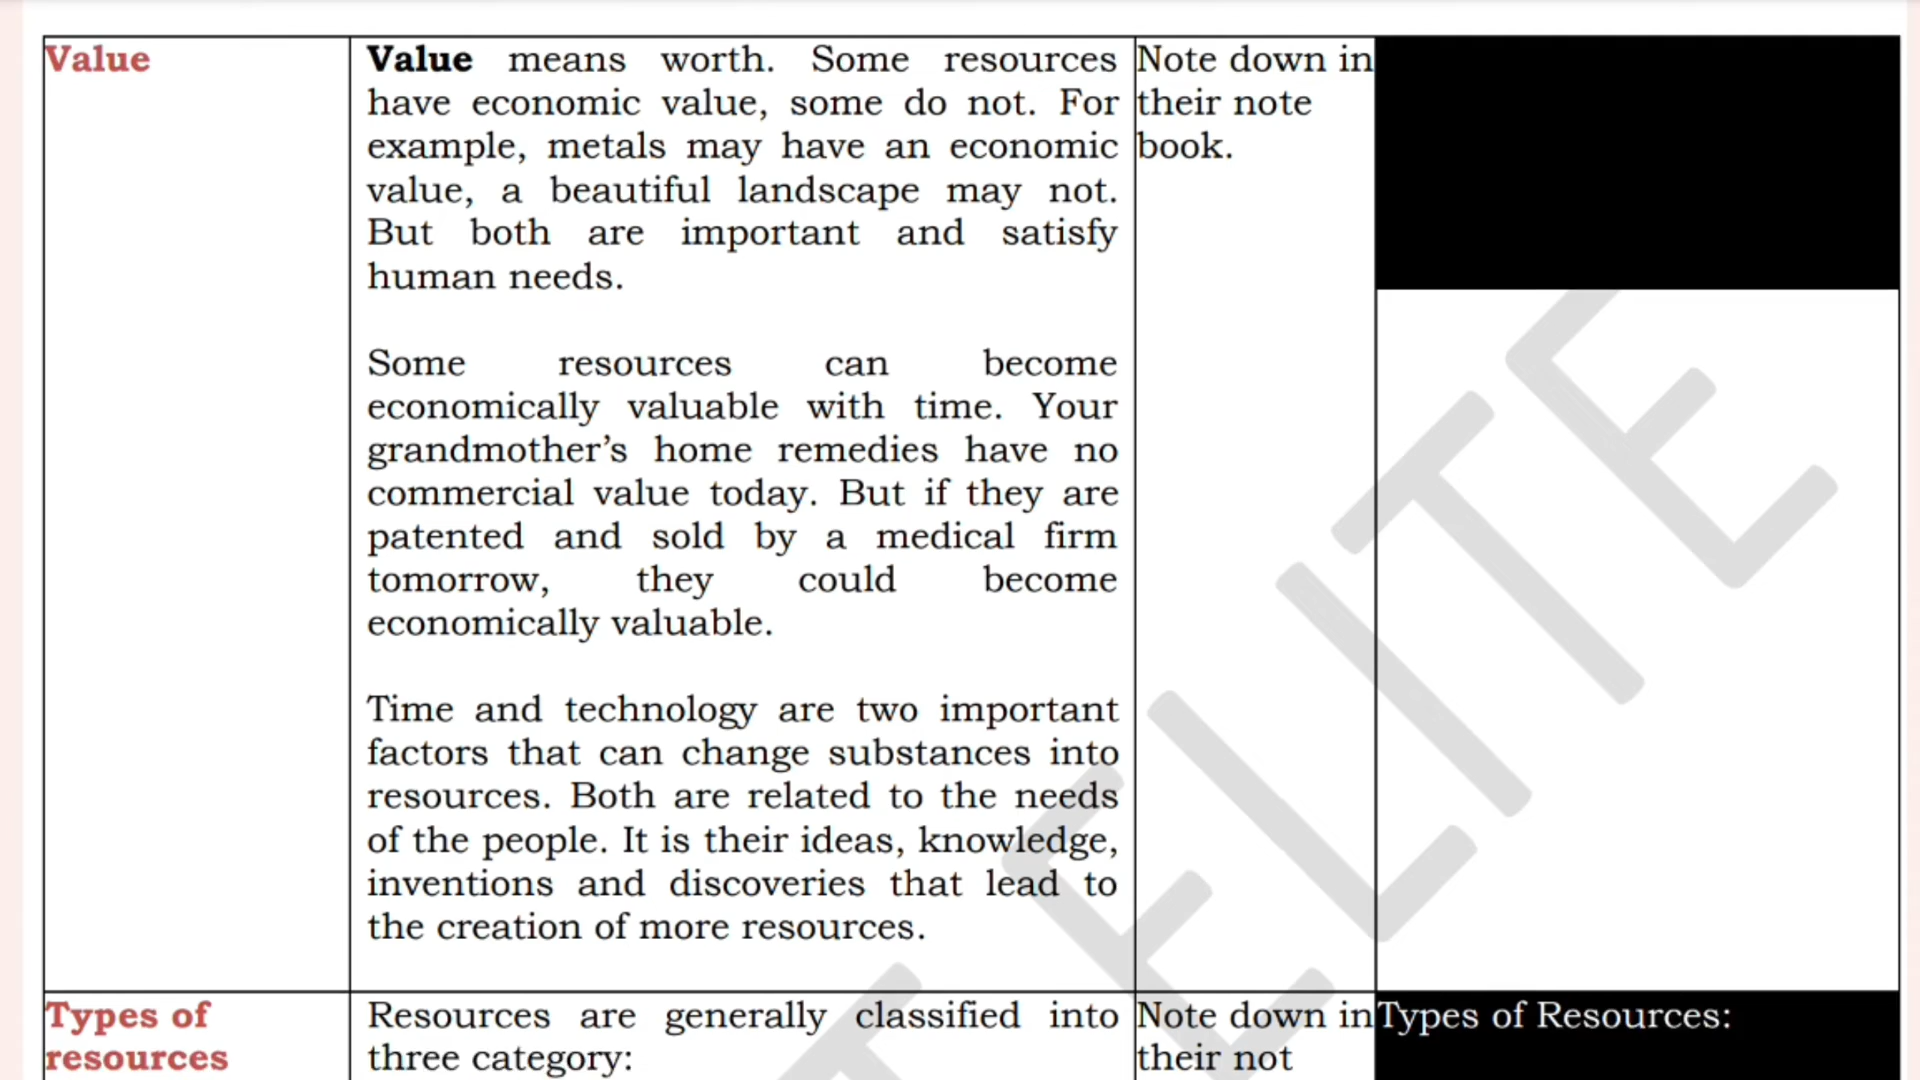 Value
Value means worth. Some resources
have economic value, some do not. For
example, metals may have an economic
value, a beautiful landscape may not.
But both are important and satisfy
human needs.
Some resources can become
economically valuable with time. Your
grandmother’s home remedies have no
commercial value today. But if they are
patented and sold by a medical firm
tomorrow, they could become
economically valuable.
Time and technology are two important
factors that can change substances into
resources. Both are related to the needs
of the people. It is their ideas, knowledge,
inventions and discoveries that lead to
the creation of more resources.
Note down in
their note
book.
Types of
resources
Resources are generally classified into
three category:
Note down in
their not
Types of Resources:
ELITE